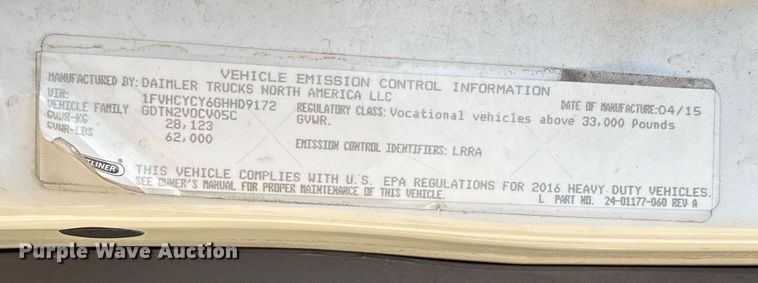 VEHICLE EMISSION CONTROL INFORMATION
MANUFACTURED BY: DAIMLER TRUCKS NORTH AMERICA LLC
DATE OF MANUFACTURE: 04/15
VIN: 1FVHCYCY6GHHD9172
REGULATORY CLASS: Vocational vehicles above 33,000 Pounds
VEHICLE FAMILY GDTN2VOCV05C
GVWR.
GVWR-KG 28,123
GVWR-LBS 62,000
EMISSION CONTROL IDENTIFIERS: LRRA
THIS VEHICLE COMPLIES WITH U.S. EPA REGULATIONS FOR 2016 HEAVY DUTY VEHICLES.
SEE OWNER'S MANUAL FOR PROPER MAINTENANCE OF THIS VEHICLE.
L PART NO. 24-01177-060 REV A
Purple Wave Auction